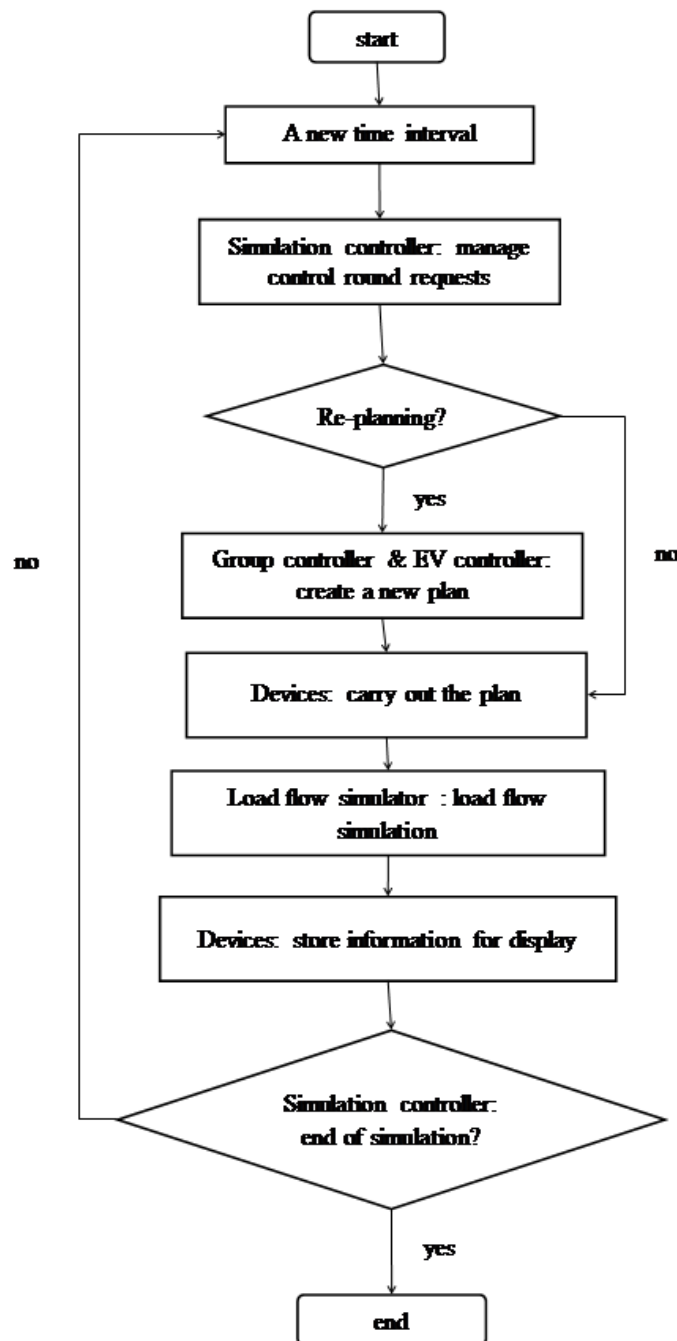 start
A new time interval
Simulation controller: manage
control round requests
Re-planning?
yes
no
no
Group controller & EV controller:
create a new plan
Devices: carry out the plan
Load flow simulator : load flow
simulation
Devices: store information for display
Simulation controller:
end of simulation?
yes
end